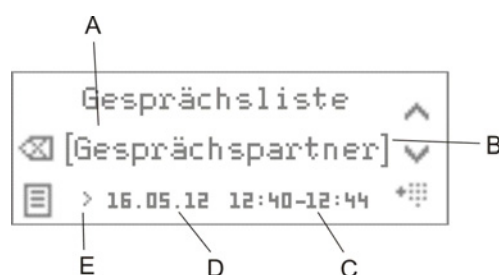 A
Gesprächsliste
[Gesprächspartner]
B
> 16.05.12 12:40-12:44
E
D
C